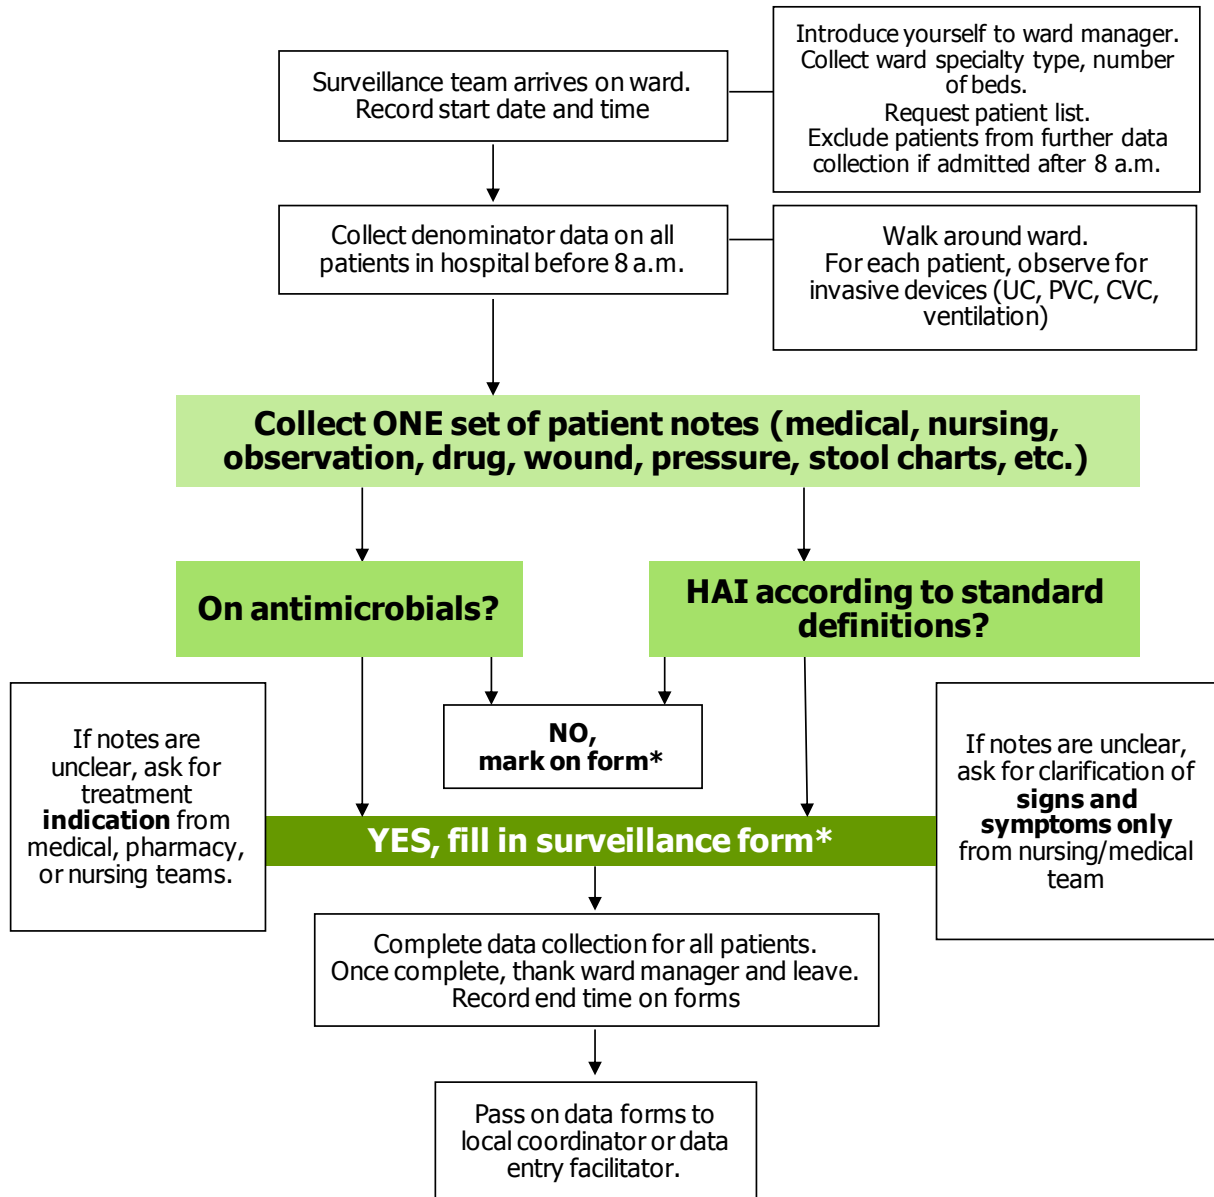 Surveillance team arrives on ward.
Record start date and time
Introduce yourself to ward manager.
Collect ward specialty type, number
of beds.
Request patient list.
Exclude patients from further data
collection if admitted after 8 a.m.
Collect denominator data on all
patients in hospital before 8 a.m.
Walk around ward.
For each patient, observe for
invasive devices (UC, PVC, CVC,
ventilation)
Collect ONE set of patient notes (medical, nursing,
observation, drug, wound, pressure, stool charts, etc.)
On antimicrobials?
HAI according to standard
definitions?
NO,
mark on form*
If notes are
unclear, ask for
treatment
indication from
medical, pharmacy,
or nursing teams.
If notes are unclear,
ask for clarification of
signs and
symptoms only
from nursing/medical
team
YES, fill in surveillance form*
Complete data collection for all patients.
Once complete, thank ward manager and leave.
Record end time on forms
Pass on data forms to
local coordinator or data
entry facilitator.